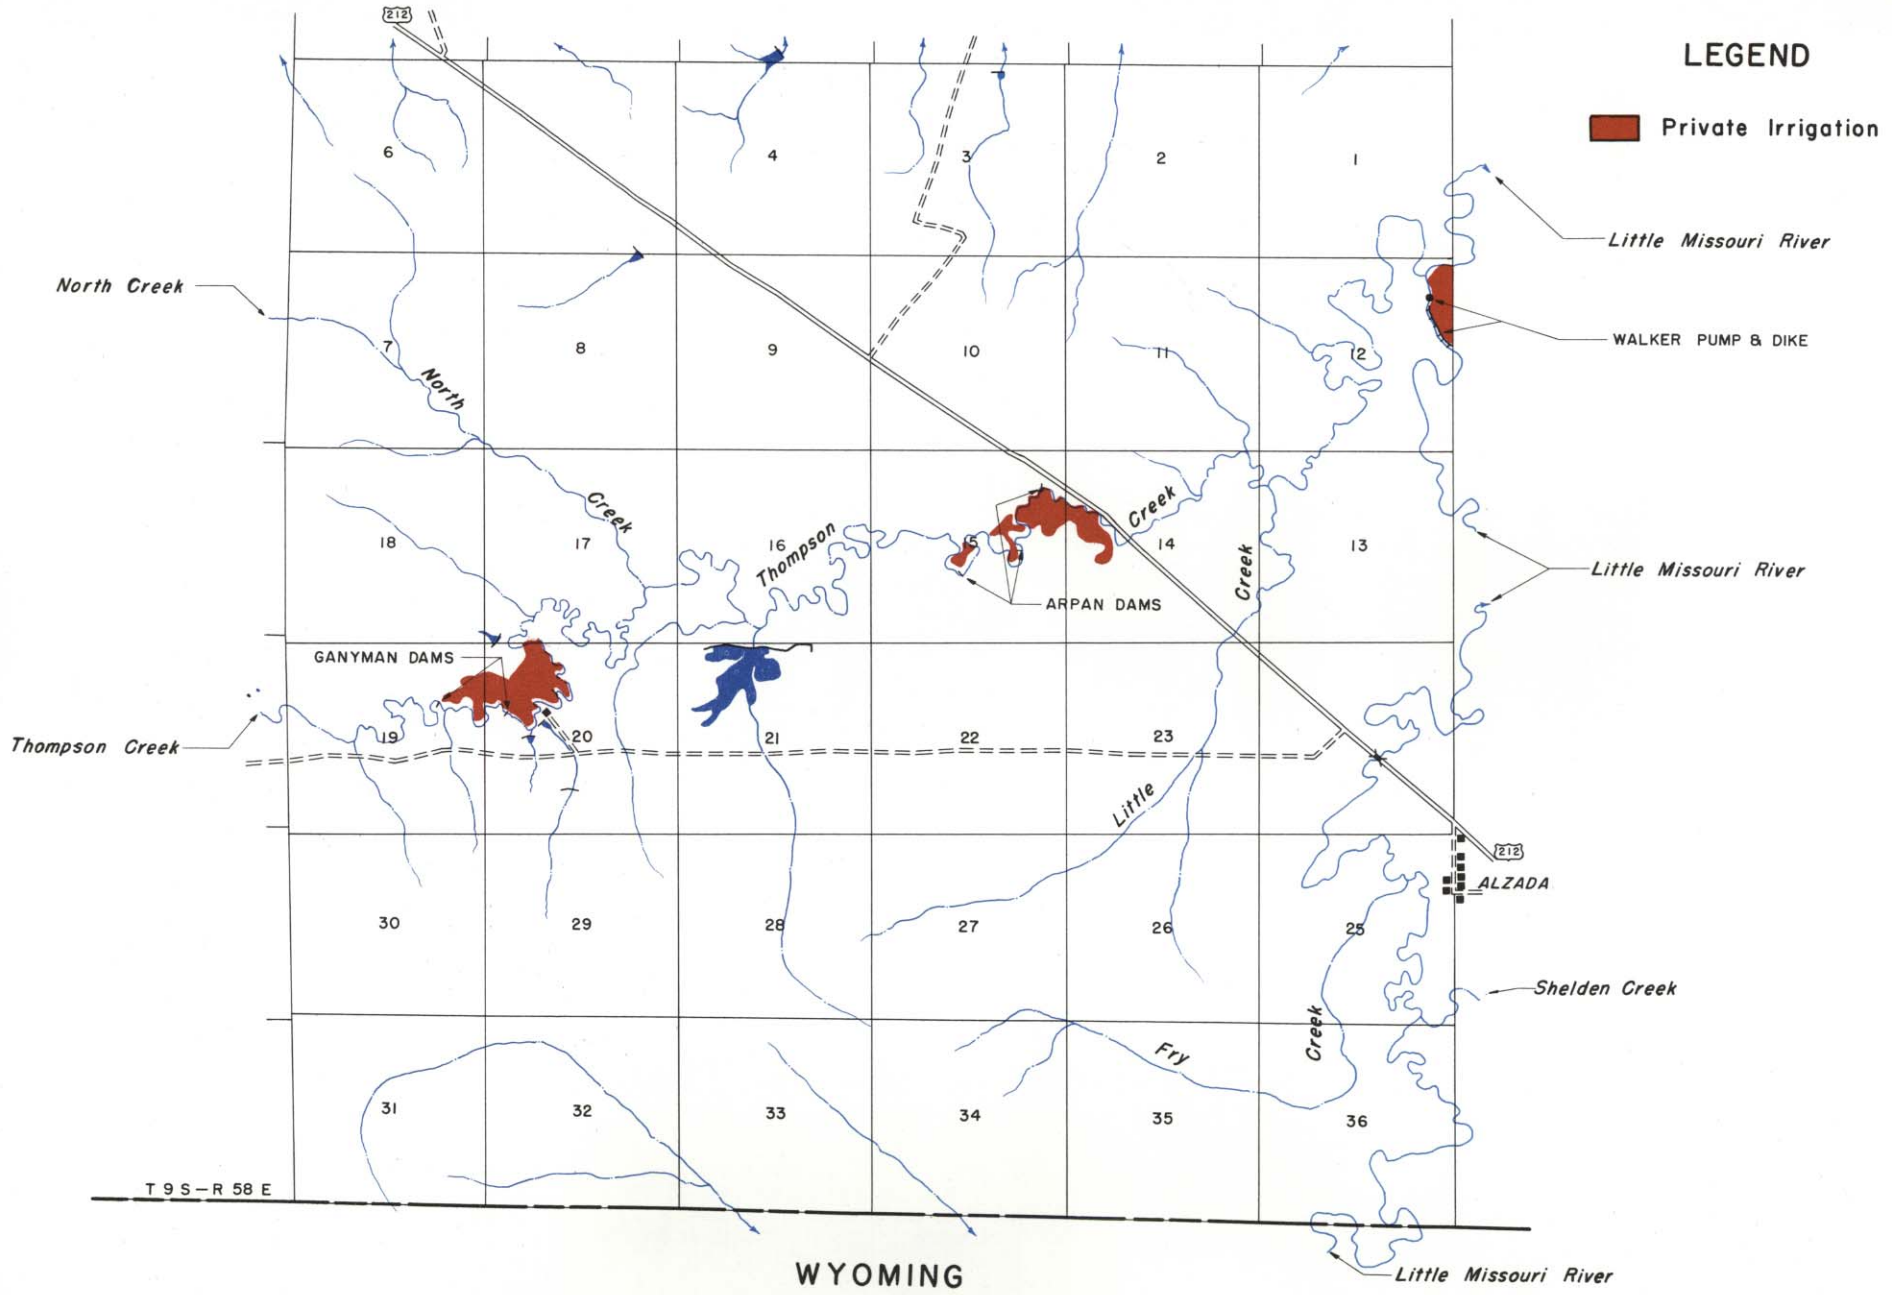 212
LEGEND
Private Irrigation
6
4
3
2
1
Little Missouri River
North Creek
7
8
9
10
11
12
WALKER PUMP & DIKE
North
Creek
18
17
16
Thompson
15
Creek
14
13
Creek
Little Missouri River
ARPAN DAMS
GANYMAN DAMS
Thompson Creek
19
20
21
22
23
Little
212
ALZADA
30
29
28
27
26
25
Shelden Creek
Creek
Fry
31
32
33
34
35
36
T 9 S – R 58 E
WYOMING
Little Missouri River